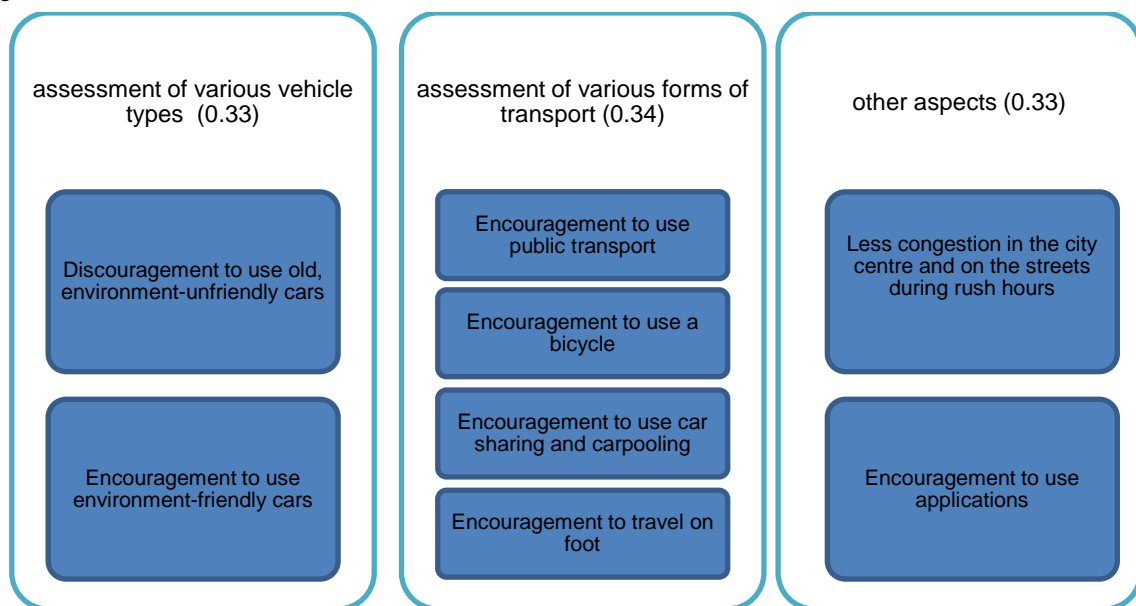 assessment of various vehicle
types (0.33)
Discouragement to use old,
environment-unfriendly cars
Encouragement to use
environment-friendly cars
assessment of various forms of
transport (0.34)
Encouragement to use
public transport
Encouragement to use a
bicycle
Encouragement to use car
sharing and carpooling
Encouragement to travel on
foot
other aspects (0.33)
Less congestion in the city
centre and on the streets
during rush hours
Encouragement to use
applications